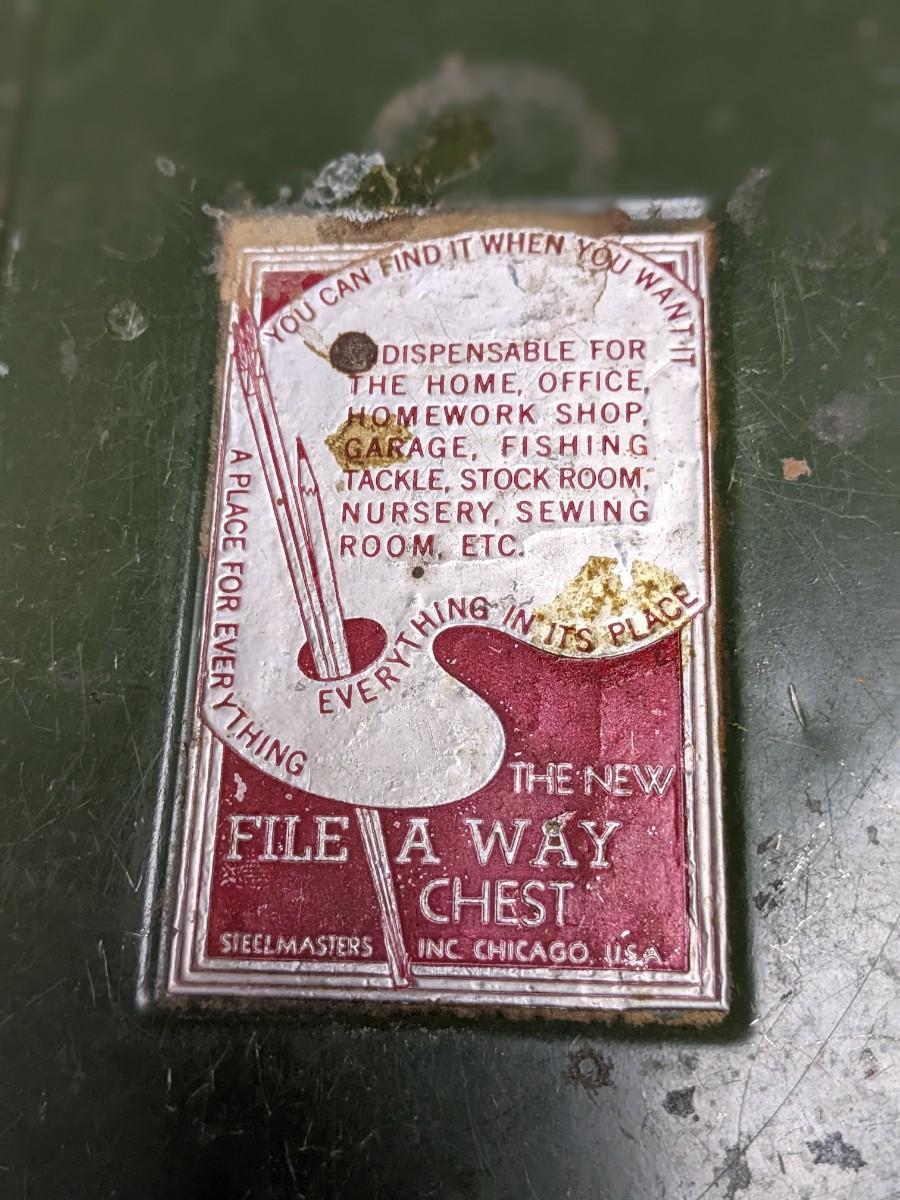 YOU CAN FIND IT WHEN YOU WANT IT
DISPENSABLE FOR
THE HOME, OFFICE,
HOMEWORK SHOP,
GARAGE, FISHING
TACKLE, STOCK ROOM,
NURSERY, SEWING
ROOM, ETC.
A PLACE FOR EVERYTHING
EVERYTHING IN ITS PLACE
THE NEW
FILE A WAY
CHEST
STEELMASTERS INC CHICAGO, U.S.A.